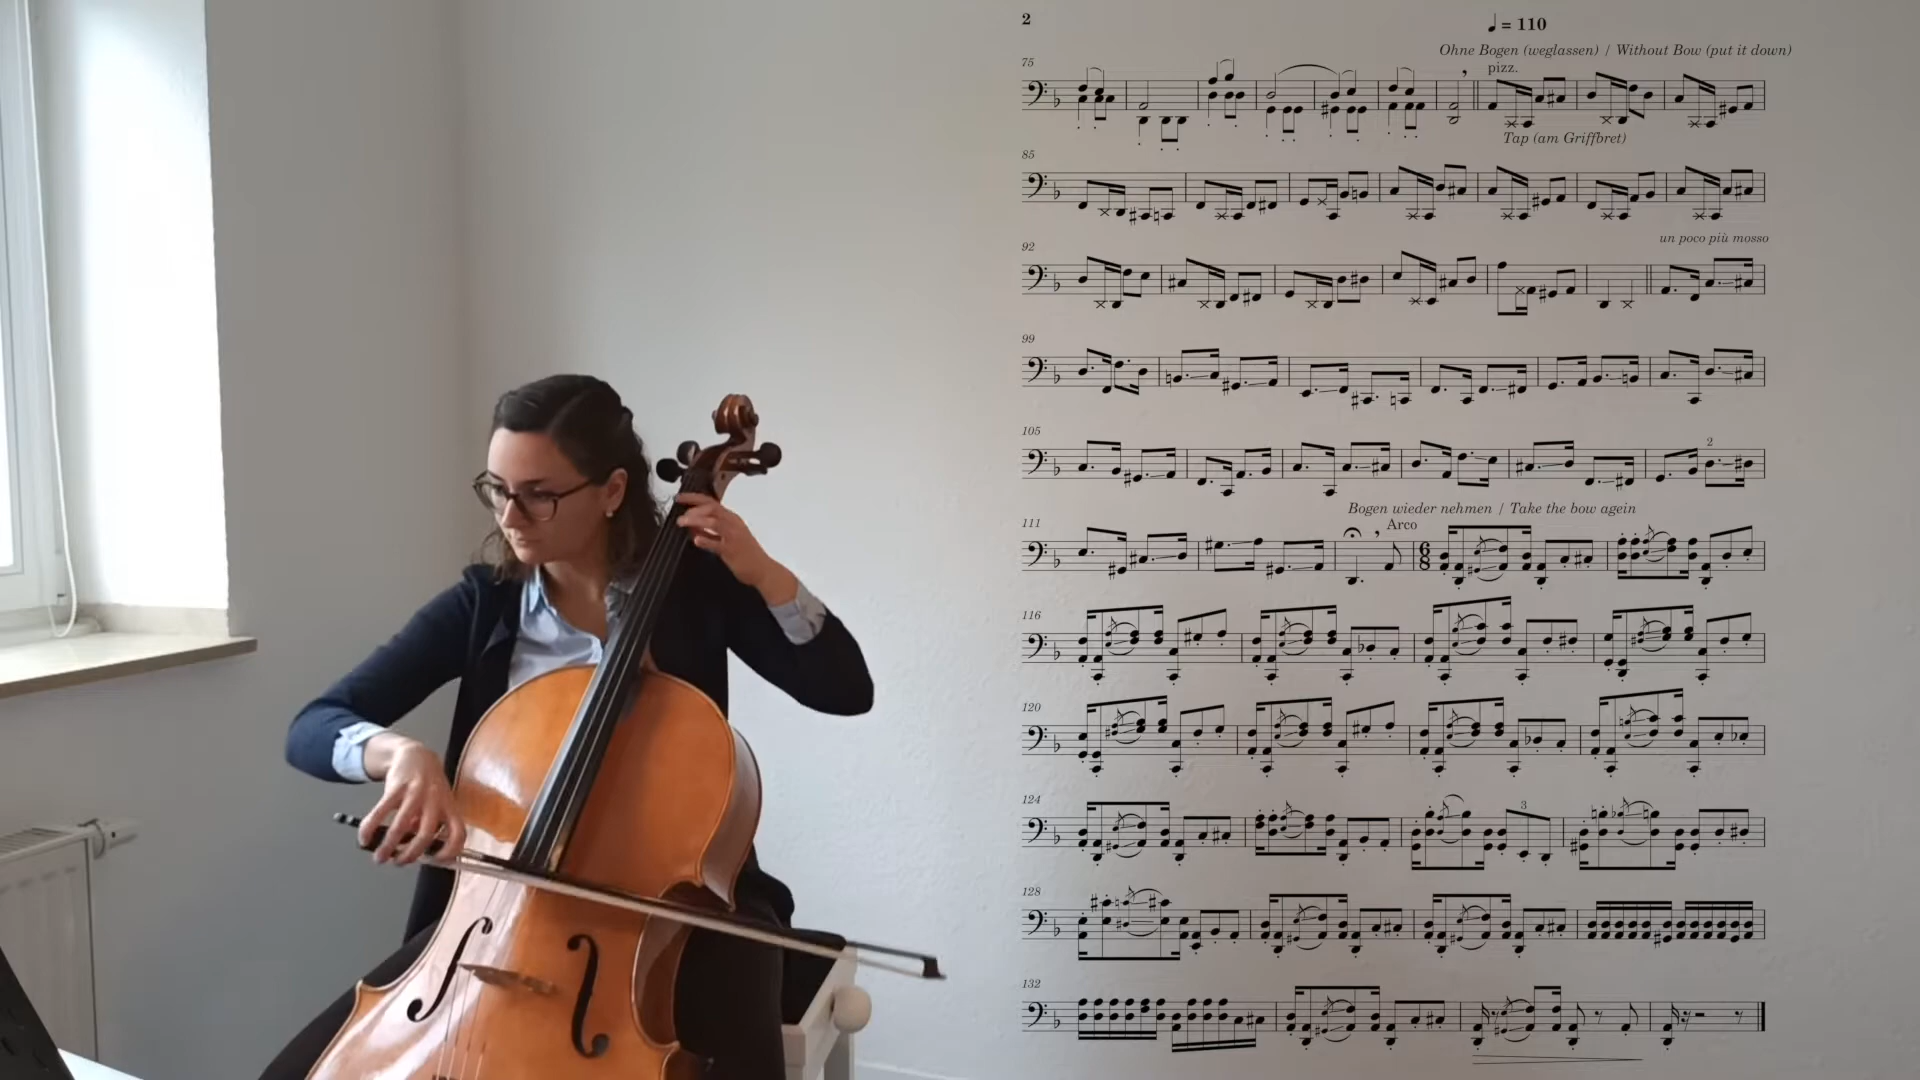 2
♩ = 110
Ohne Bogen (weglassen) / Without Bow (put it down)
75
pizz.
Tap (am Griffbret)
85
un poco più mosso
92
99
105
2
Bogen wieder nehmen / Take the bow agein
111
Arco
6
8
116
120
124
3
128
132